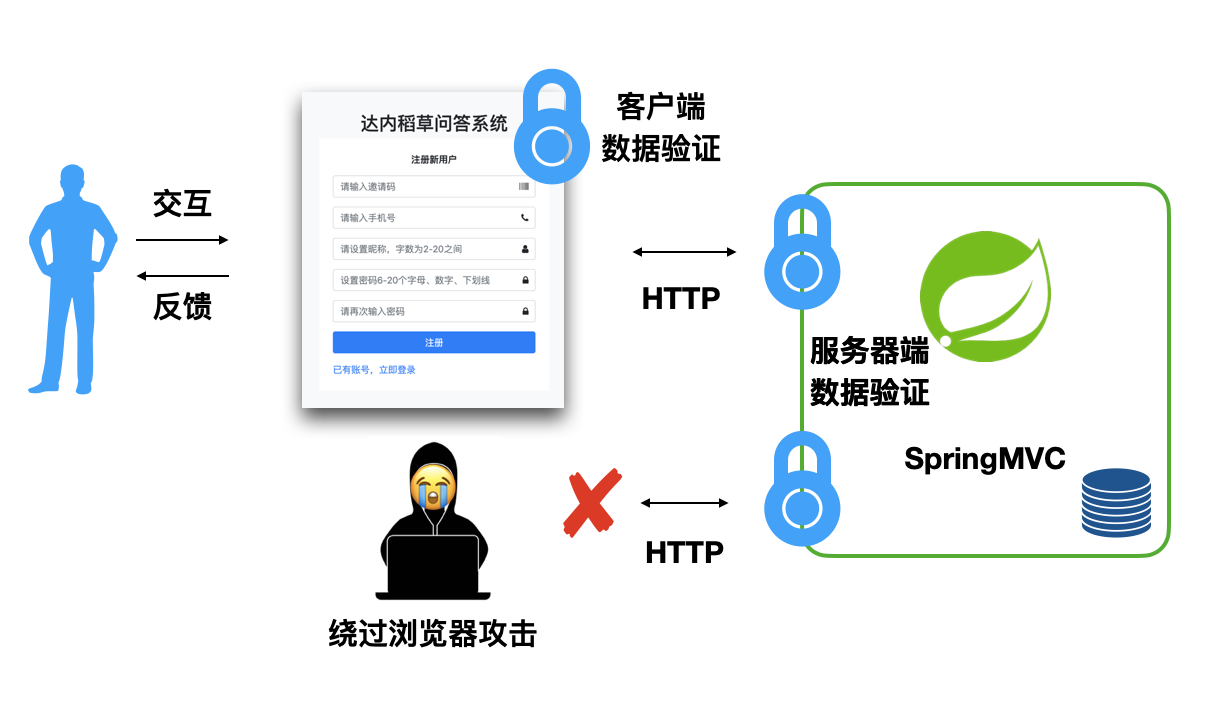 客户端
数据验证
达内稻草问答系统
注册新用户
请输入邀请码
请输入手机号
请设置昵称，字数为2-20之间
设置密码6-20个字母、数字、下划线
请再次输入密码
注册
已有账号，立即登录
交互
反馈
HTTP
服务器端
数据验证
SpringMVC
HTTP
绕过浏览器攻击